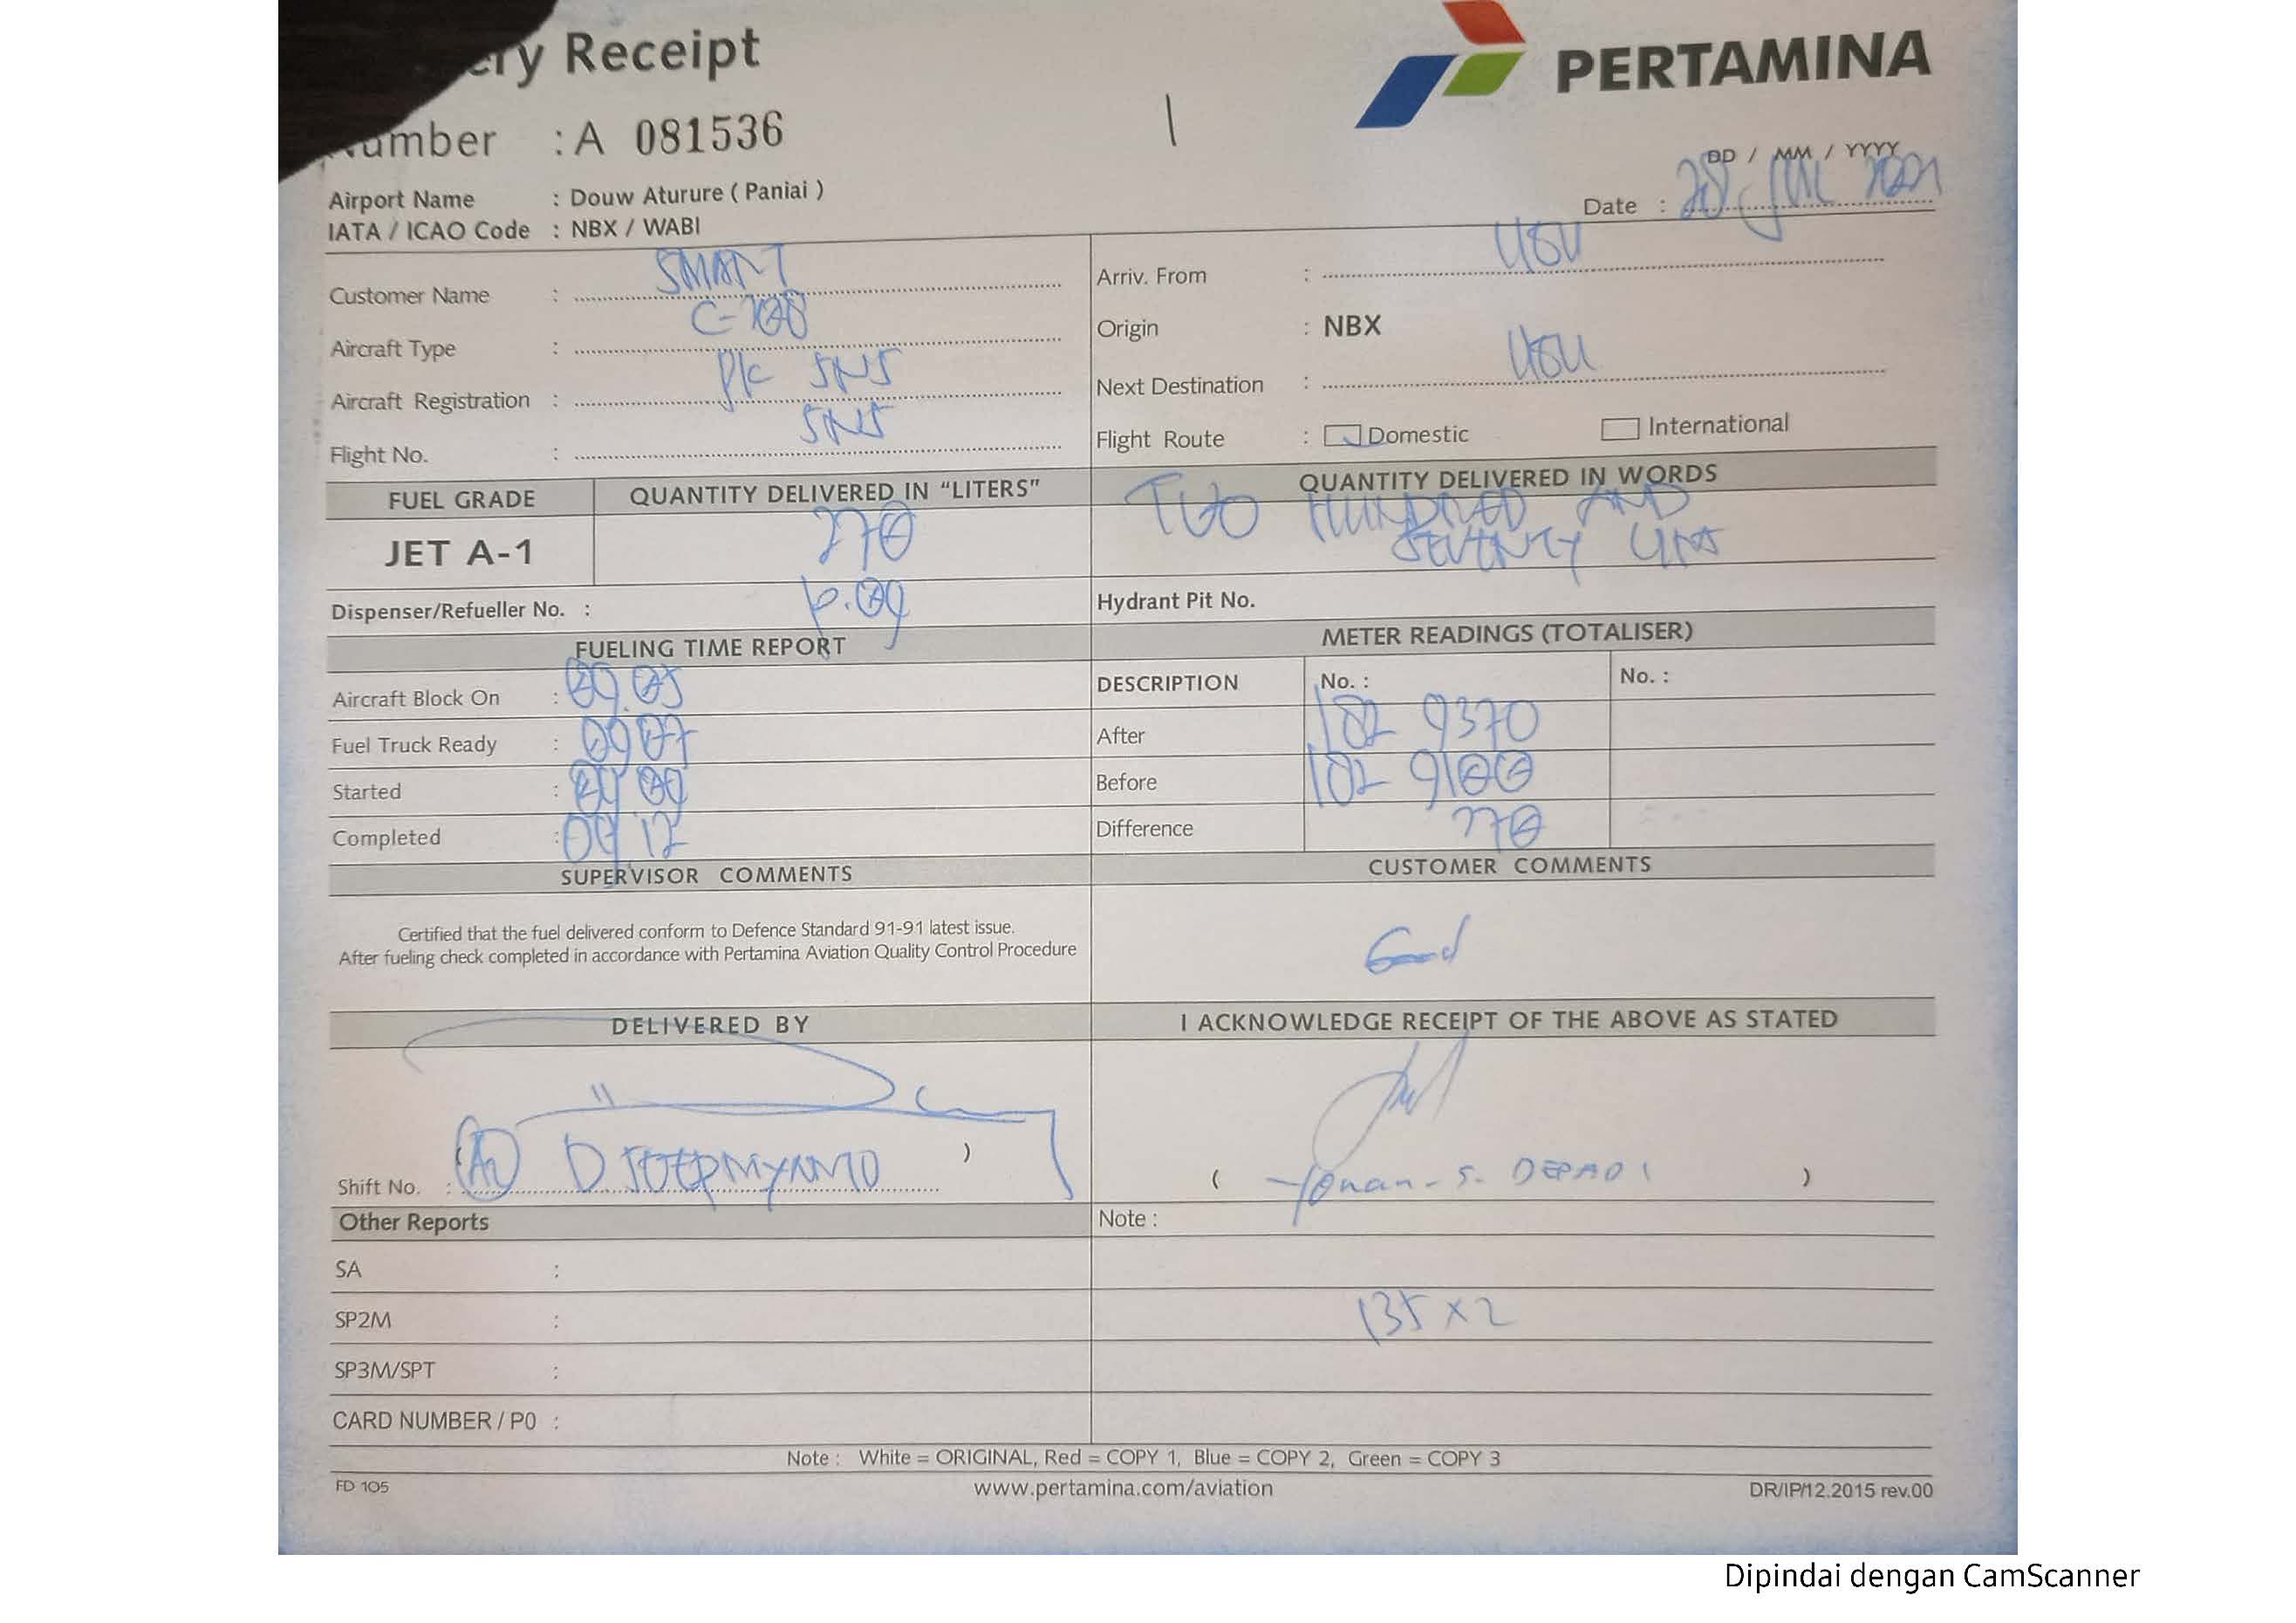 ery Receipt
PERTAMINA
umber : A 081536
DD / MM / YYYY
Airport Name : Douw Aturure ( Paniai )
Date : 28
IATA / ICAO Code : NBX / WABI
Customer Name : SMART
Arriv. From :
Aircraft Type :
Origin : NBX
Aircraft Registration : PK SNS
Next Destination :
Flight No. : SNS
Flight Route : Domestic International
FUEL GRADE QUANTITY DELIVERED IN "LITERS" QUANTITY DELIVERED IN WORDS
JET A-1 270 TWO HUNDRED AND
SEVENTY
Dispenser/Refueller No. :
Hydrant Pit No.
FUELING TIME REPORT
METER READINGS (TOTALISER)
DESCRIPTION No. : No. :
Aircraft Block On : 09.05
Fuel Truck Ready : 0907
Started : 09 09
Completed : 09 12
After 102 9370
Before 102 9100
Difference 270
SUPERVISOR COMMENTS
Certified that the fuel delivered conform to Defence Standard 91-91 latest issue.
After fueling check completed in accordance with Pertamina Aviation Quality Control Procedure
CUSTOMER COMMENTS
Good
DELIVERED BY
I ACKNOWLEDGE RECEIPT OF THE ABOVE AS STATED
Shift No. : ( )
( )
Other Reports
Note :
SA :
SP2M :
135 x 2
SP3M/SPT :
CARD NUMBER / P0 :
Note : White = ORIGINAL, Red = COPY 1, Blue = COPY 2, Green = COPY 3
FD 105
www.pertamina.com/aviation
DR/IP/12.2015 rev.00
Dipindai dengan CamScanner